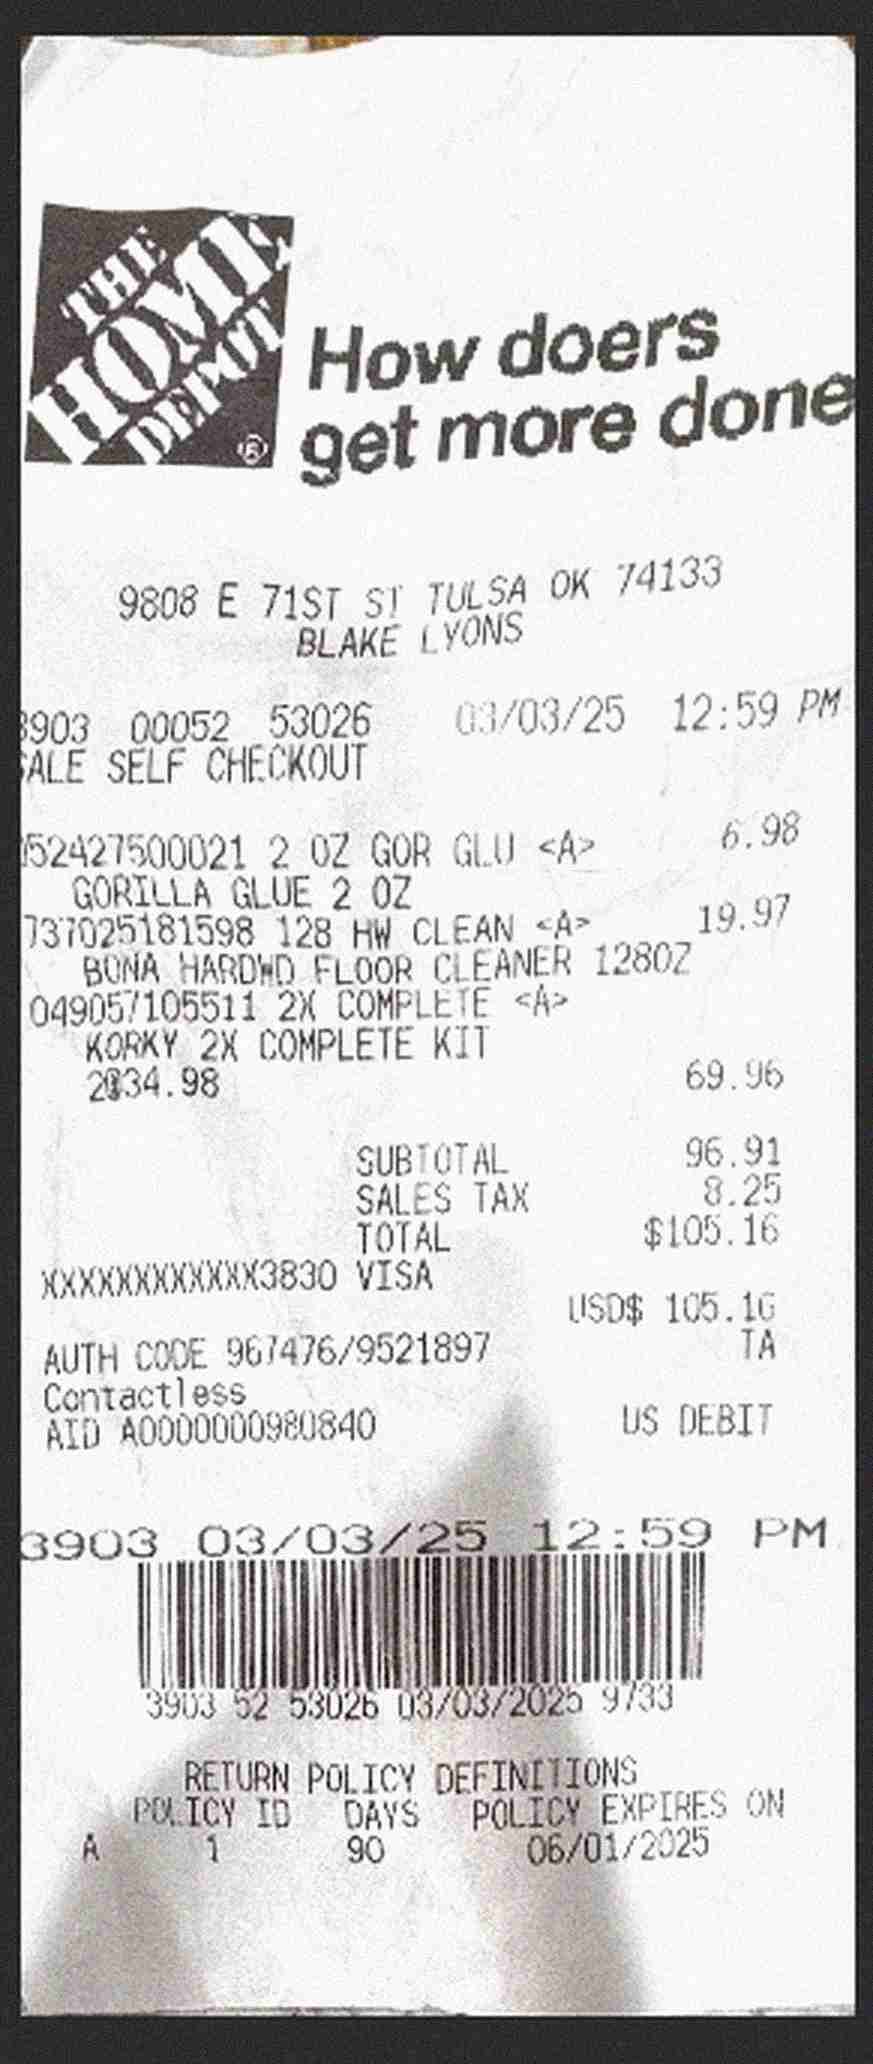 THE
HOME
DEPOT
®
How doers
get more done
9808 E 71ST ST TULSA OK 74133
BLAKE LYONS
3903 00052 53026 03/03/25 12:59 PM
SALE SELF CHECKOUT
052427500021 2 OZ GOR GLU <A> 6.98
GORILLA GLUE 2 OZ
737025181598 128 HW CLEAN <A> 19.97
BONA HARDWD FLOOR CLEANER 128OZ
049057105511 2X COMPLETE <A>
KORKY 2X COMPLETE KIT
2@34.98 69.96
SUBTOTAL 96.91
SALES TAX 8.25
TOTAL $105.16
XXXXXXXXXXXX3830 VISA
USD$ 105.16
AUTH CODE 967476/9521897 TA
Contactless
AID A0000000980840 US DEBIT
3903 03/03/25 12:59 PM
3903 52 53026 03/03/2025 9733
RETURN POLICY DEFINITIONS
POLICY ID DAYS POLICY EXPIRES ON
A 1 90 06/01/2025